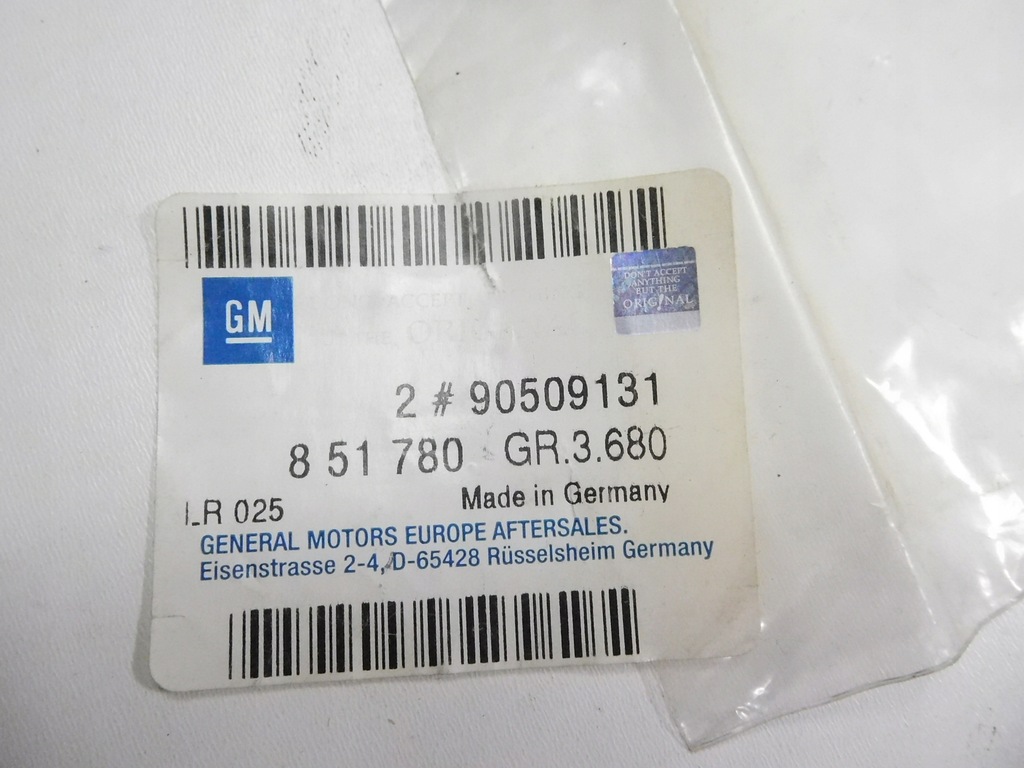 GM
DON'T ACCEPT
ANYTHING
BUT THE
ORIGINAL
2 # 90509131
8 51 780 GR.3.680
LR 025 Made in Germany
GENERAL MOTORS EUROPE AFTERSALES.
Eisenstrasse 2-4, D-65428 Rüsselsheim Germany